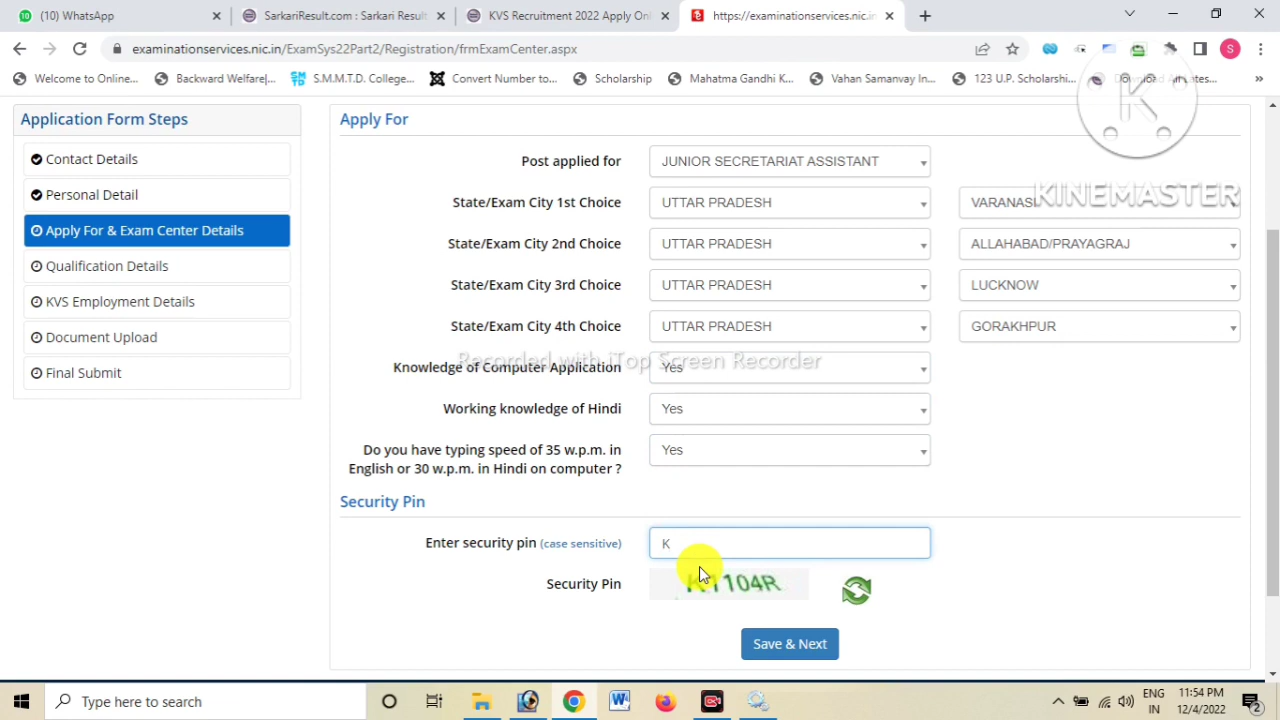 (10) WhatsApp
SarkariResult.com : Sarkari Result
KVS Recruitment 2022 Apply Onl
https://examinationservices.nic.in
examinationservices.nic.in/ExamSys22Part2/Registration/frmExamCenter.aspx
S
Welcome to Online...
Backward Welfare|...
S.M.M.T.D. College...
Convert Number to...
Scholarship
Mahatma Gandhi K...
Vahan Samanvay In...
123 U.P. Scholarshi...
K
KINEMASTER
Application Form Steps
Contact Details
Personal Detail
Apply For & Exam Center Details
Qualification Details
KVS Employment Details
Document Upload
Final Submit
Apply For
Post applied for JUNIOR SECRETARIAT ASSISTANT
State/Exam City 1st Choice UTTAR PRADESH VARANASI
State/Exam City 2nd Choice UTTAR PRADESH ALLAHABAD/PRAYAGRAJ
State/Exam City 3rd Choice UTTAR PRADESH LUCKNOW
State/Exam City 4th Choice UTTAR PRADESH GORAKHPUR
Recorded with iTop Screen Recorder
Knowledge of Computer Application Yes
Working knowledge of Hindi Yes
Do you have typing speed of 35 w.p.m. in
English or 30 w.p.m. in Hindi on computer ? Yes
Security Pin
Enter security pin (case sensitive) K
Security Pin
Save & Next
Type here to search
ENG
IN
11:54 PM
12/4/2022
2